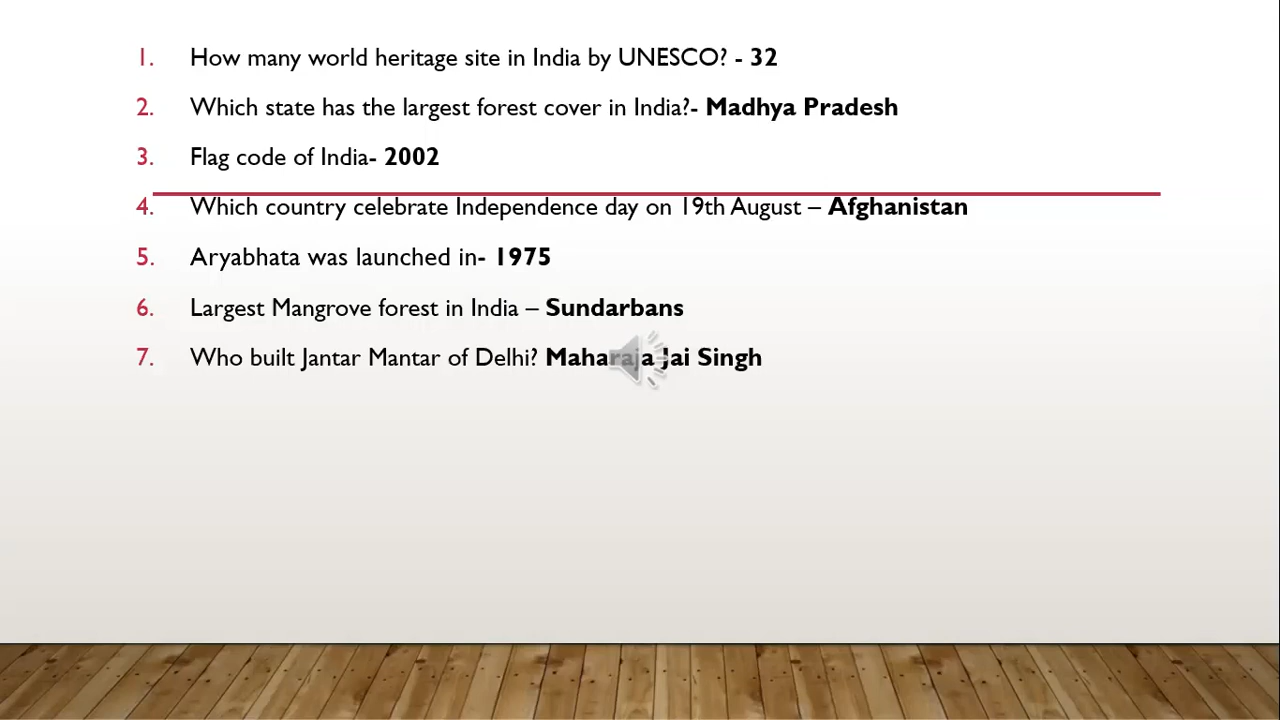 1. How many world heritage site in India by UNESCO? - 32
2. Which state has the largest forest cover in India?- Madhya Pradesh
3. Flag code of India- 2002
4. Which country celebrate Independence day on 19th August – Afghanistan
5. Aryabhata was launched in- 1975
6. Largest Mangrove forest in India – Sundarbans
7. Who built Jantar Mantar of Delhi? Maharaja Jai Singh